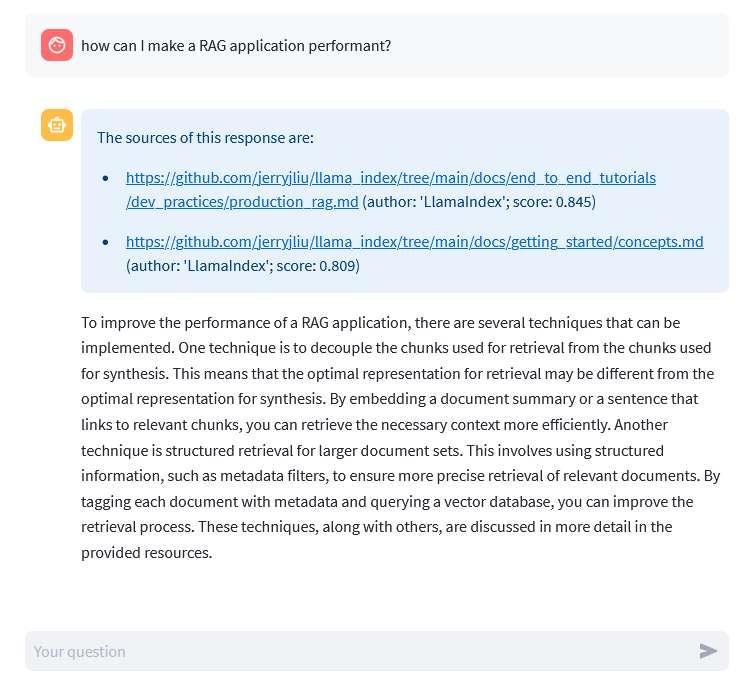 how can I make a RAG application performant?
The sources of this response are:
• https://github.com/jerryjliu/llama_index/tree/main/docs/end_to_end_tutorials
/dev_practices/production_rag.md (author: 'LlamaIndex'; score: 0.845)
• https://github.com/jerryjliu/llama_index/tree/main/docs/getting_started/concepts.md
(author: 'LlamaIndex'; score: 0.809)
To improve the performance of a RAG application, there are several techniques that can be
implemented. One technique is to decouple the chunks used for retrieval from the chunks used
for synthesis. This means that the optimal representation for retrieval may be different from the
optimal representation for synthesis. By embedding a document summary or a sentence that
links to relevant chunks, you can retrieve the necessary context more efficiently. Another
technique is structured retrieval for larger document sets. This involves using structured
information, such as metadata filters, to ensure more precise retrieval of relevant documents. By
tagging each document with metadata and querying a vector database, you can improve the
retrieval process. These techniques, along with others, are discussed in more detail in the
provided resources.
Your question